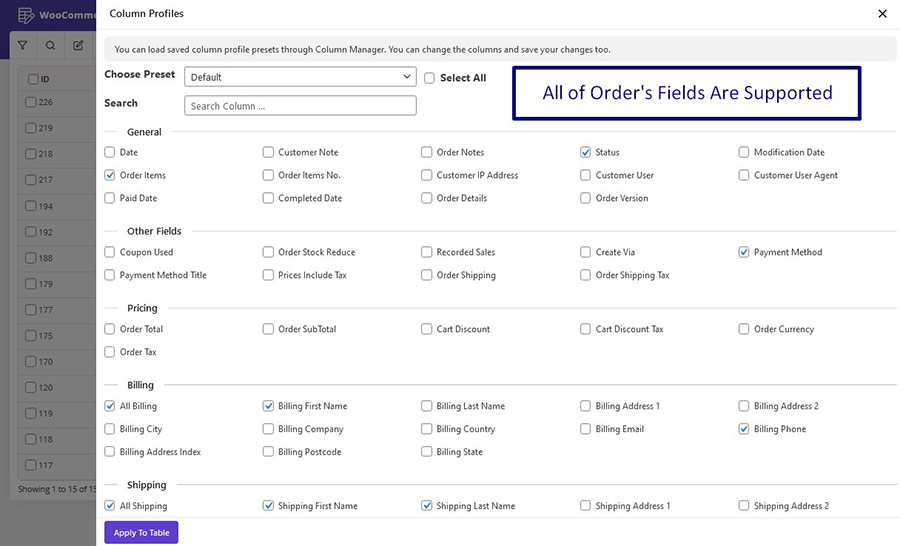 WooComme
Column Profiles
You can load saved column profile presets through Column Manager. You can change the columns and save your changes too.
Choose Preset Default Select All
All of Order's Fields Are Supported
Search Search Column ...
General
Date Customer Note Order Notes Status Modification Date
Order Items Order Items No. Customer IP Address Customer User Customer User Agent
Paid Date Completed Date Order Details Order Version
Other Fields
Coupon Used Order Stock Reduce Recorded Sales Create Via Payment Method
Payment Method Title Prices Include Tax Order Shipping Order Shipping Tax
Pricing
Order Total Order SubTotal Cart Discount Cart Discount Tax Order Currency
Order Tax
Billing
All Billing Billing First Name Billing Last Name Billing Address 1 Billing Address 2
Billing City Billing Company Billing Country Billing Email Billing Phone
Billing Address Index Billing Postcode Billing State
Shipping
All Shipping Shipping First Name Shipping Last Name Shipping Address 1 Shipping Address 2
Apply To Table
ID
226
219
218
217
194
192
188
179
177
175
170
120
119
118
117
Showing 1 to 15 of 15